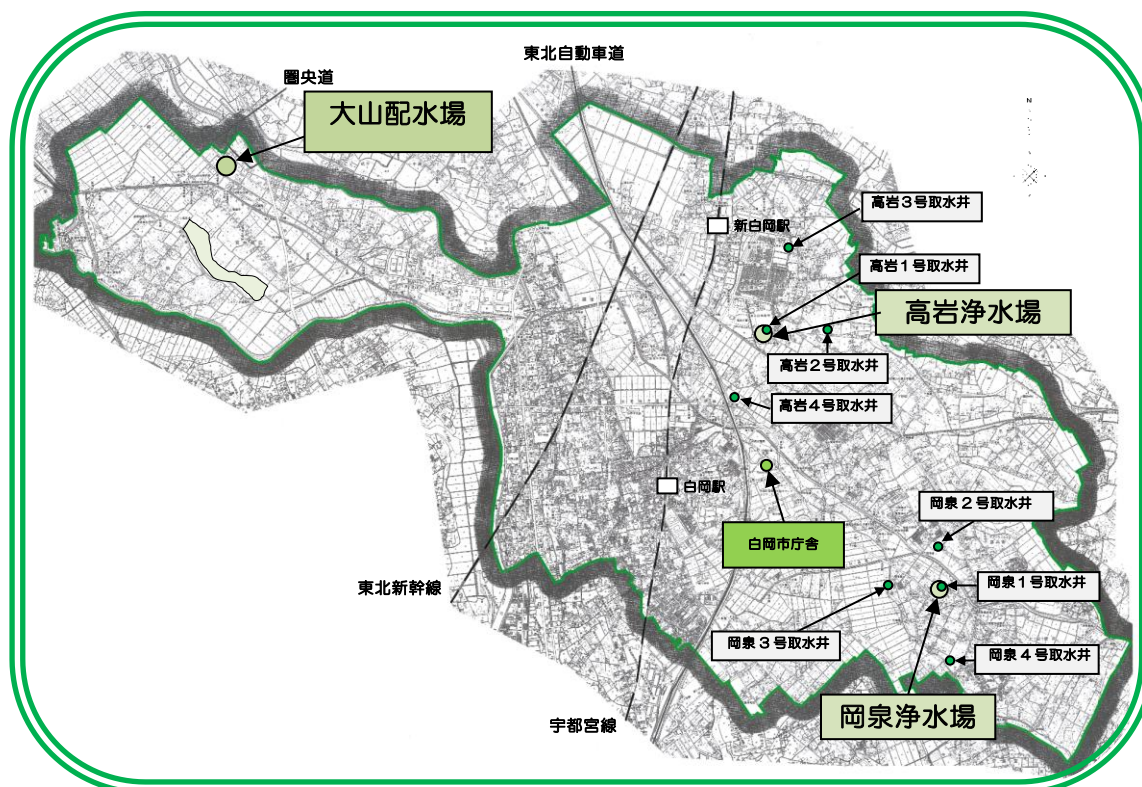 東北自動車道
圏央道
大山配水場
N
高岩３号取水井
新白岡駅
高岩１号取水井
高岩浄水場
高岩２号取水井
高岩４号取水井
白岡駅
岡泉２号取水井
白岡市庁舎
東北新幹線
岡泉１号取水井
岡泉３号取水井
岡泉４号取水井
岡泉浄水場
宇都宮線